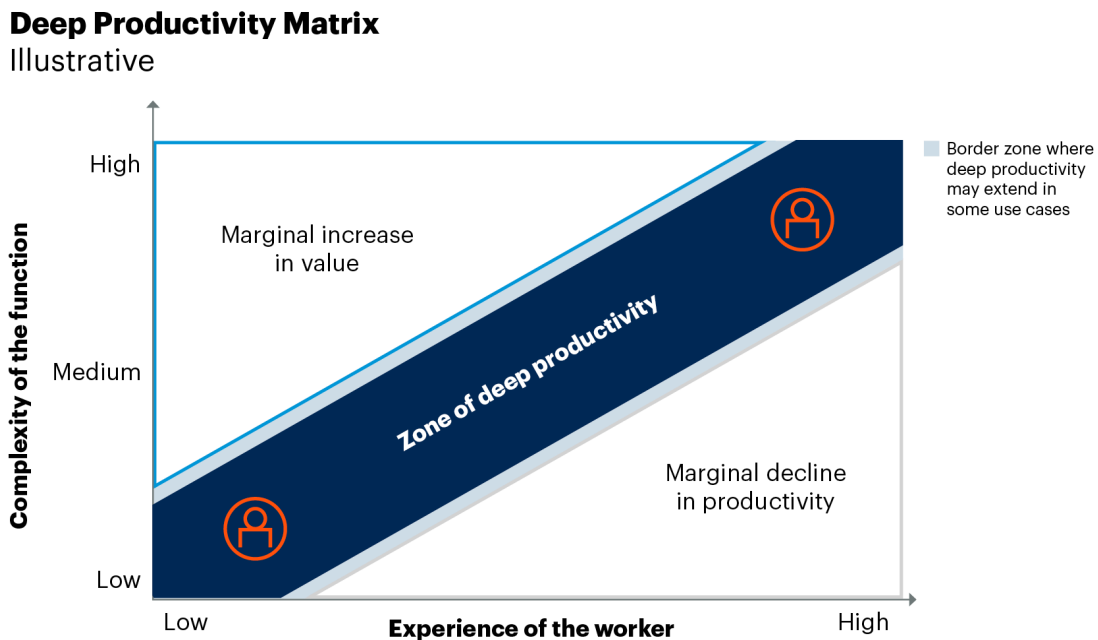 Deep Productivity Matrix
Illustrative
High
Medium
Low
Complexity of the function
Marginal increase
in value
Zone of deep productivity
Marginal decline
in productivity
Border zone where
deep productivity
may extend in
some use cases
Low
Experience of the worker
High